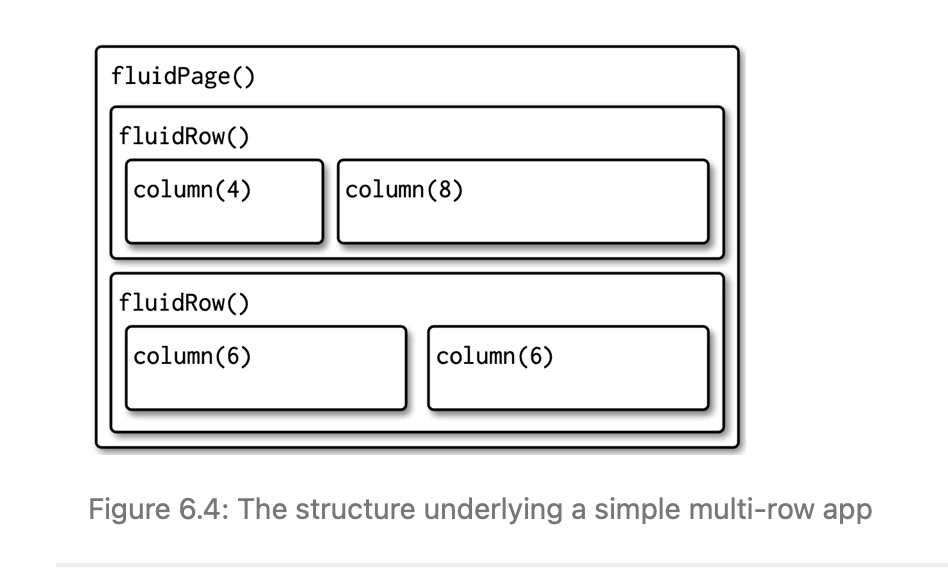 fluidPage()
fluidRow()
column(4) column(8)
fluidRow()
column(6) column(6)
Figure 6.4: The structure underlying a simple multi-row app